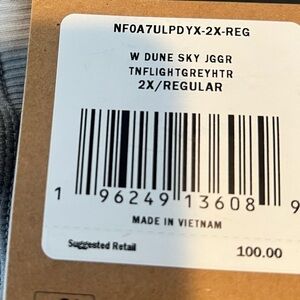 NF0A7ULPDYX-2X-REG
W DUNE SKY JGGR
TNFLIGHTGREYHTR
2X/REGULAR
1 96249 13608 9
MADE IN VIETNAM
Suggested Retail 100.00